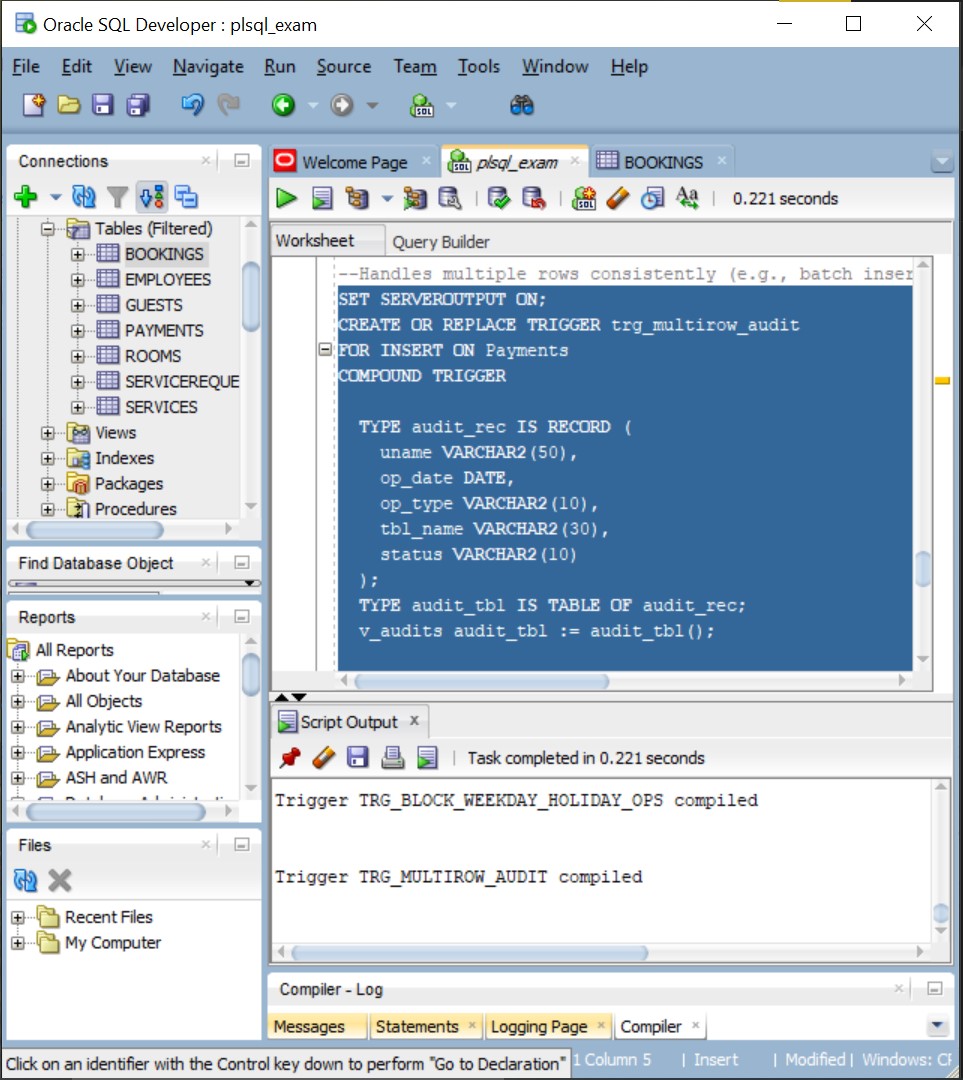 Oracle SQL Developer : plsql_exam
File Edit View Navigate Run Source Team Tools Window Help
Connections
Tables (Filtered)
BOOKINGS
EMPLOYEES
GUESTS
PAYMENTS
ROOMS
SERVICEREQUE
SERVICES
Views
Indexes
Packages
Procedures
Find Database Object
Reports
All Reports
About Your Database
All Objects
Analytic View Reports
Application Express
ASH and AWR
Files
Recent Files
My Computer
Welcome Page plsql_exam BOOKINGS
0.221 seconds
Worksheet Query Builder
--Handles multiple rows consistently (e.g., batch inser
SET SERVEROUTPUT ON;
CREATE OR REPLACE TRIGGER trg_multirow_audit
FOR INSERT ON Payments
COMPOUND TRIGGER
TYPE audit_rec IS RECORD (
uname VARCHAR2(50),
op_date DATE,
op_type VARCHAR2(10),
tbl_name VARCHAR2(30),
status VARCHAR2(10)
);
TYPE audit_tbl IS TABLE OF audit_rec;
v_audits audit_tbl := audit_tbl();
Script Output
Task completed in 0.221 seconds
Trigger TRG_BLOCK_WEEKDAY_HOLIDAY_OPS compiled
Trigger TRG_MULTIROW_AUDIT compiled
Compiler - Log
Messages Statements Logging Page Compiler
Click on an identifier with the Control key down to perform "Go to Declaration" 1 Column 5 | Insert | Modified | Windows: CR